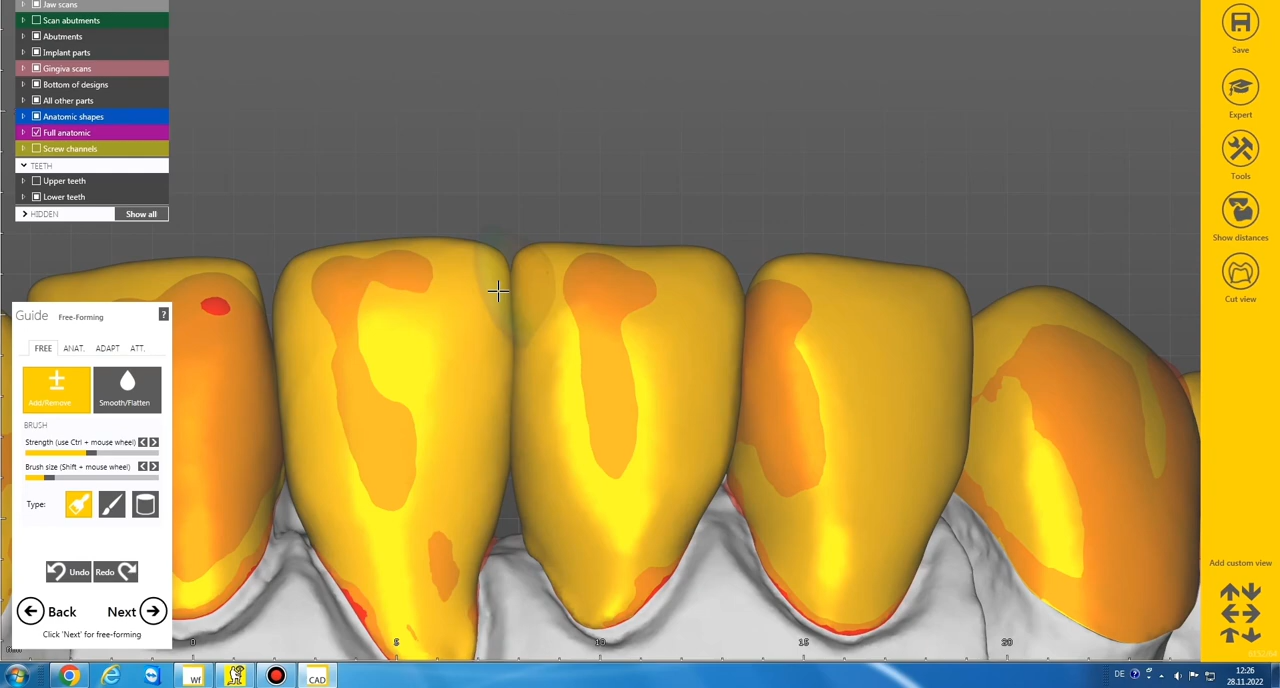 Jaw scans
Scan abutments
Abutments
Implant parts
Gingiva scans
Bottom of designs
All other parts
Anatomic shapes
Full anatomic
Screw channels
TEETH
Upper teeth
Lower teeth
HIDDEN Show all
Guide Free-Forming ?
FREE ANAT. ADAPT ATT.
Add/Remove Smooth/Flatten
BRUSH
Strength (use Ctrl + mouse wheel)
Brush size (Shift + mouse wheel)
Type:
Undo Redo
Back Next
Click 'Next' for free-forming
0 5 10 15 20
Save
Expert
Tools
Show distances
Cut view
Add custom view
Wf CAD
DE 12:26
28.11.2022